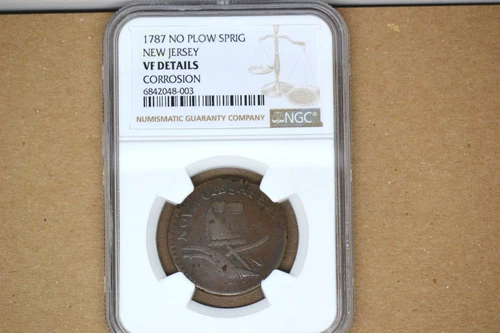 1787 NO PLOW SPRIG
NEW JERSEY
VF DETAILS
CORROSION
6842048-003
NUMISMATIC GUARANTY COMPANY
NGC®